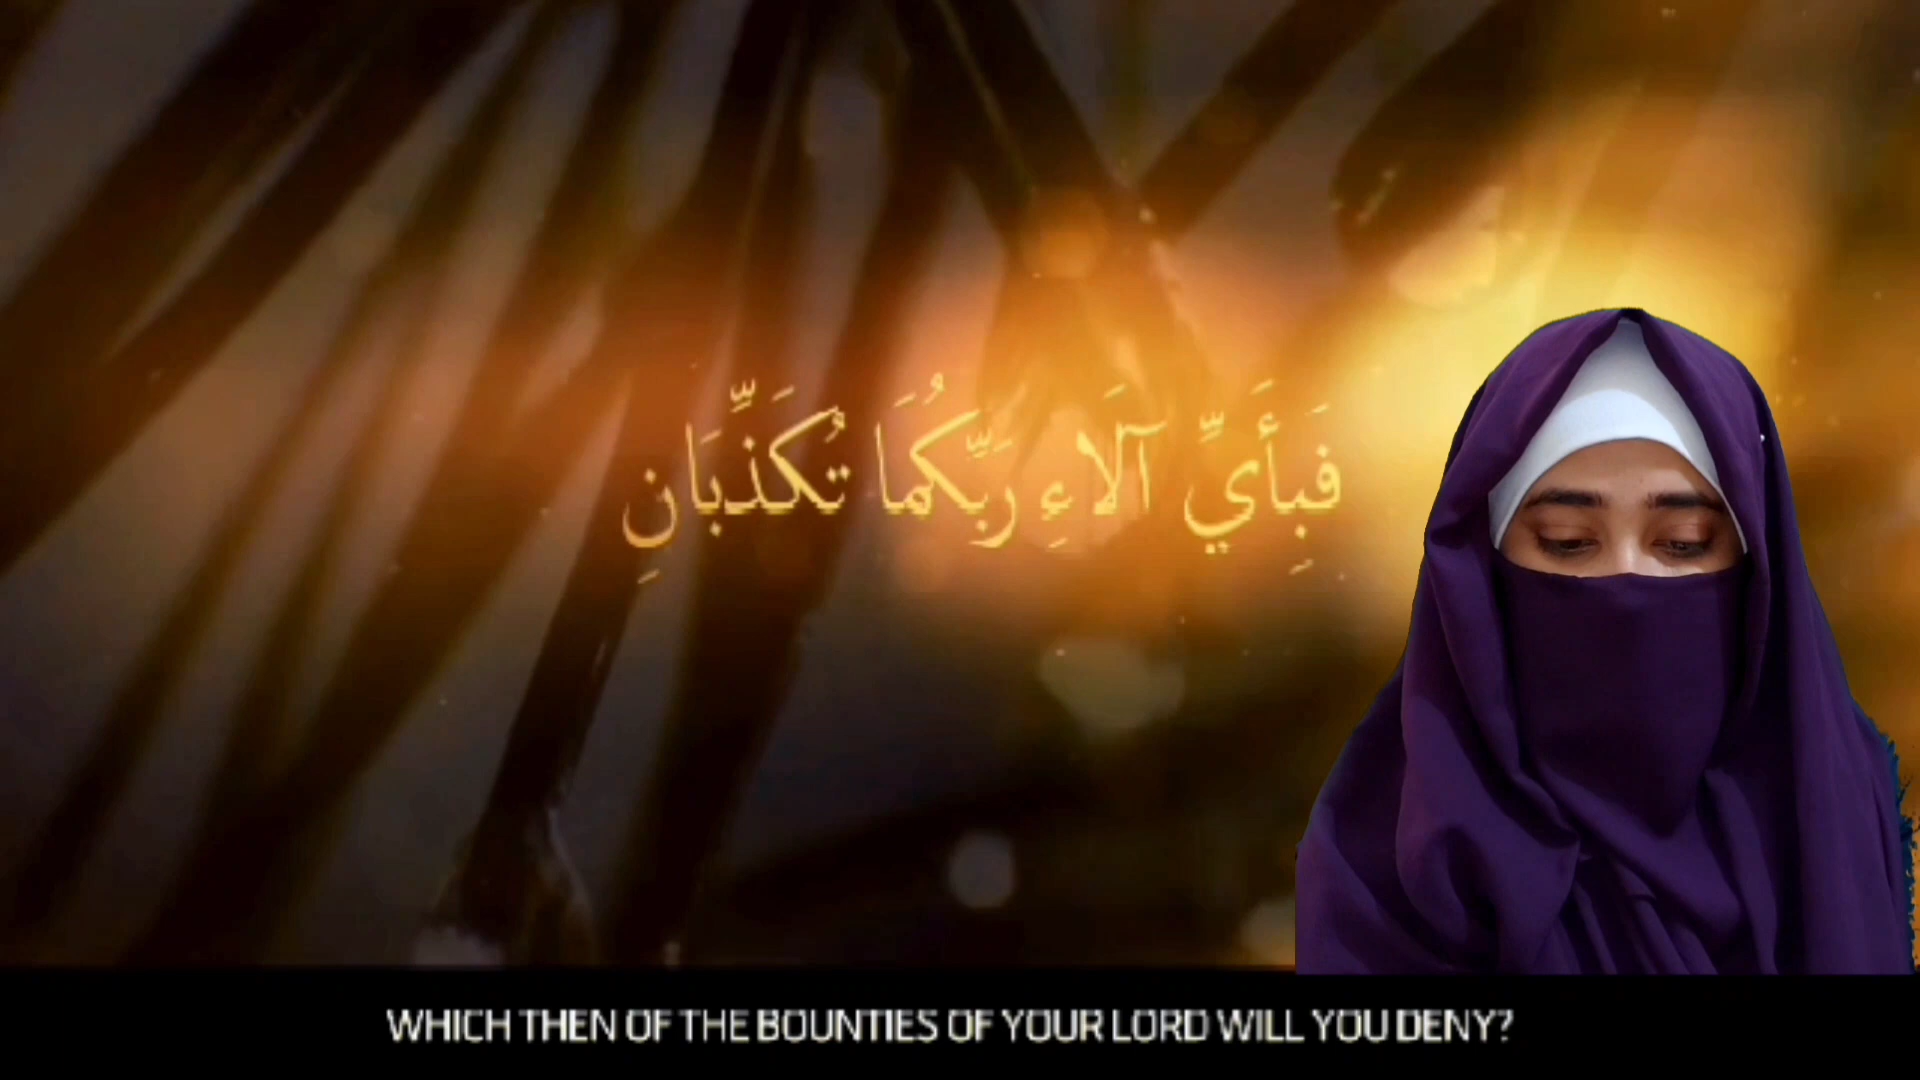 فَبِأَيِّ آلَاءِ رَبِّكُمَا تُكَذِّبَانِ
WHICH THEN OF THE BOUNTIES OF YOUR LORD WILL YOU DENY?